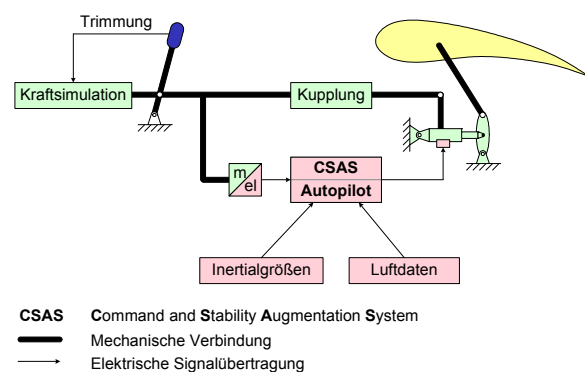 Trimmung
Kraftsimulation
Kupplung
m
el
CSAS
Autopilot
Inertialgrößen
Luftdaten
CSAS Command and Stability Augmentation System
Mechanische Verbindung
Elektrische Signalübertragung